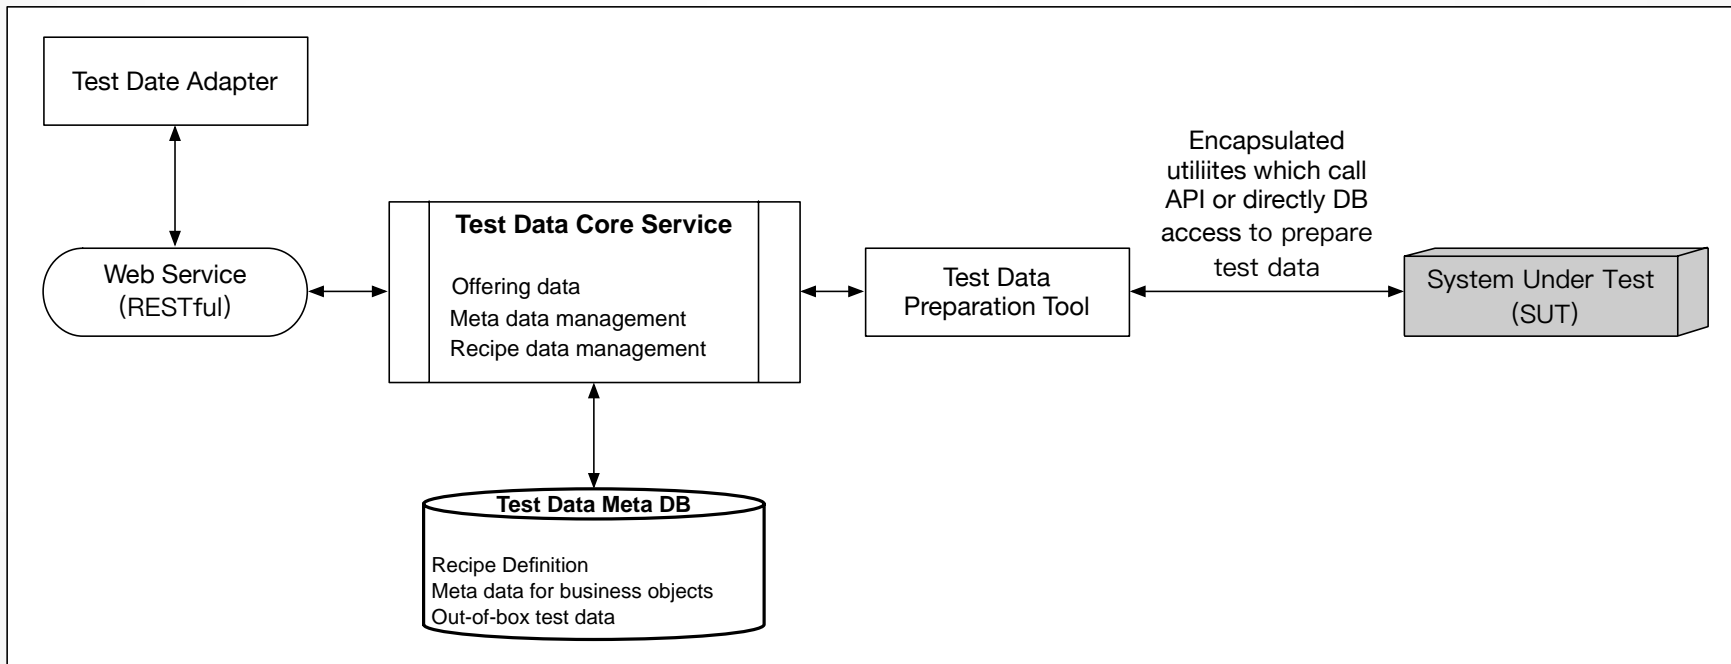 Test Date Adapter
Web Service
(RESTful)
Test Data Core Service
Offering data
Meta data management
Recipe data management
Test Data Meta DB
Recipe Definition
Meta data for business objects
Out-of-box test data
Test Data
Preparation Tool
Encapsulated
utiliites which call
API or directly DB
access to prepare
test data
System Under Test
(SUT)